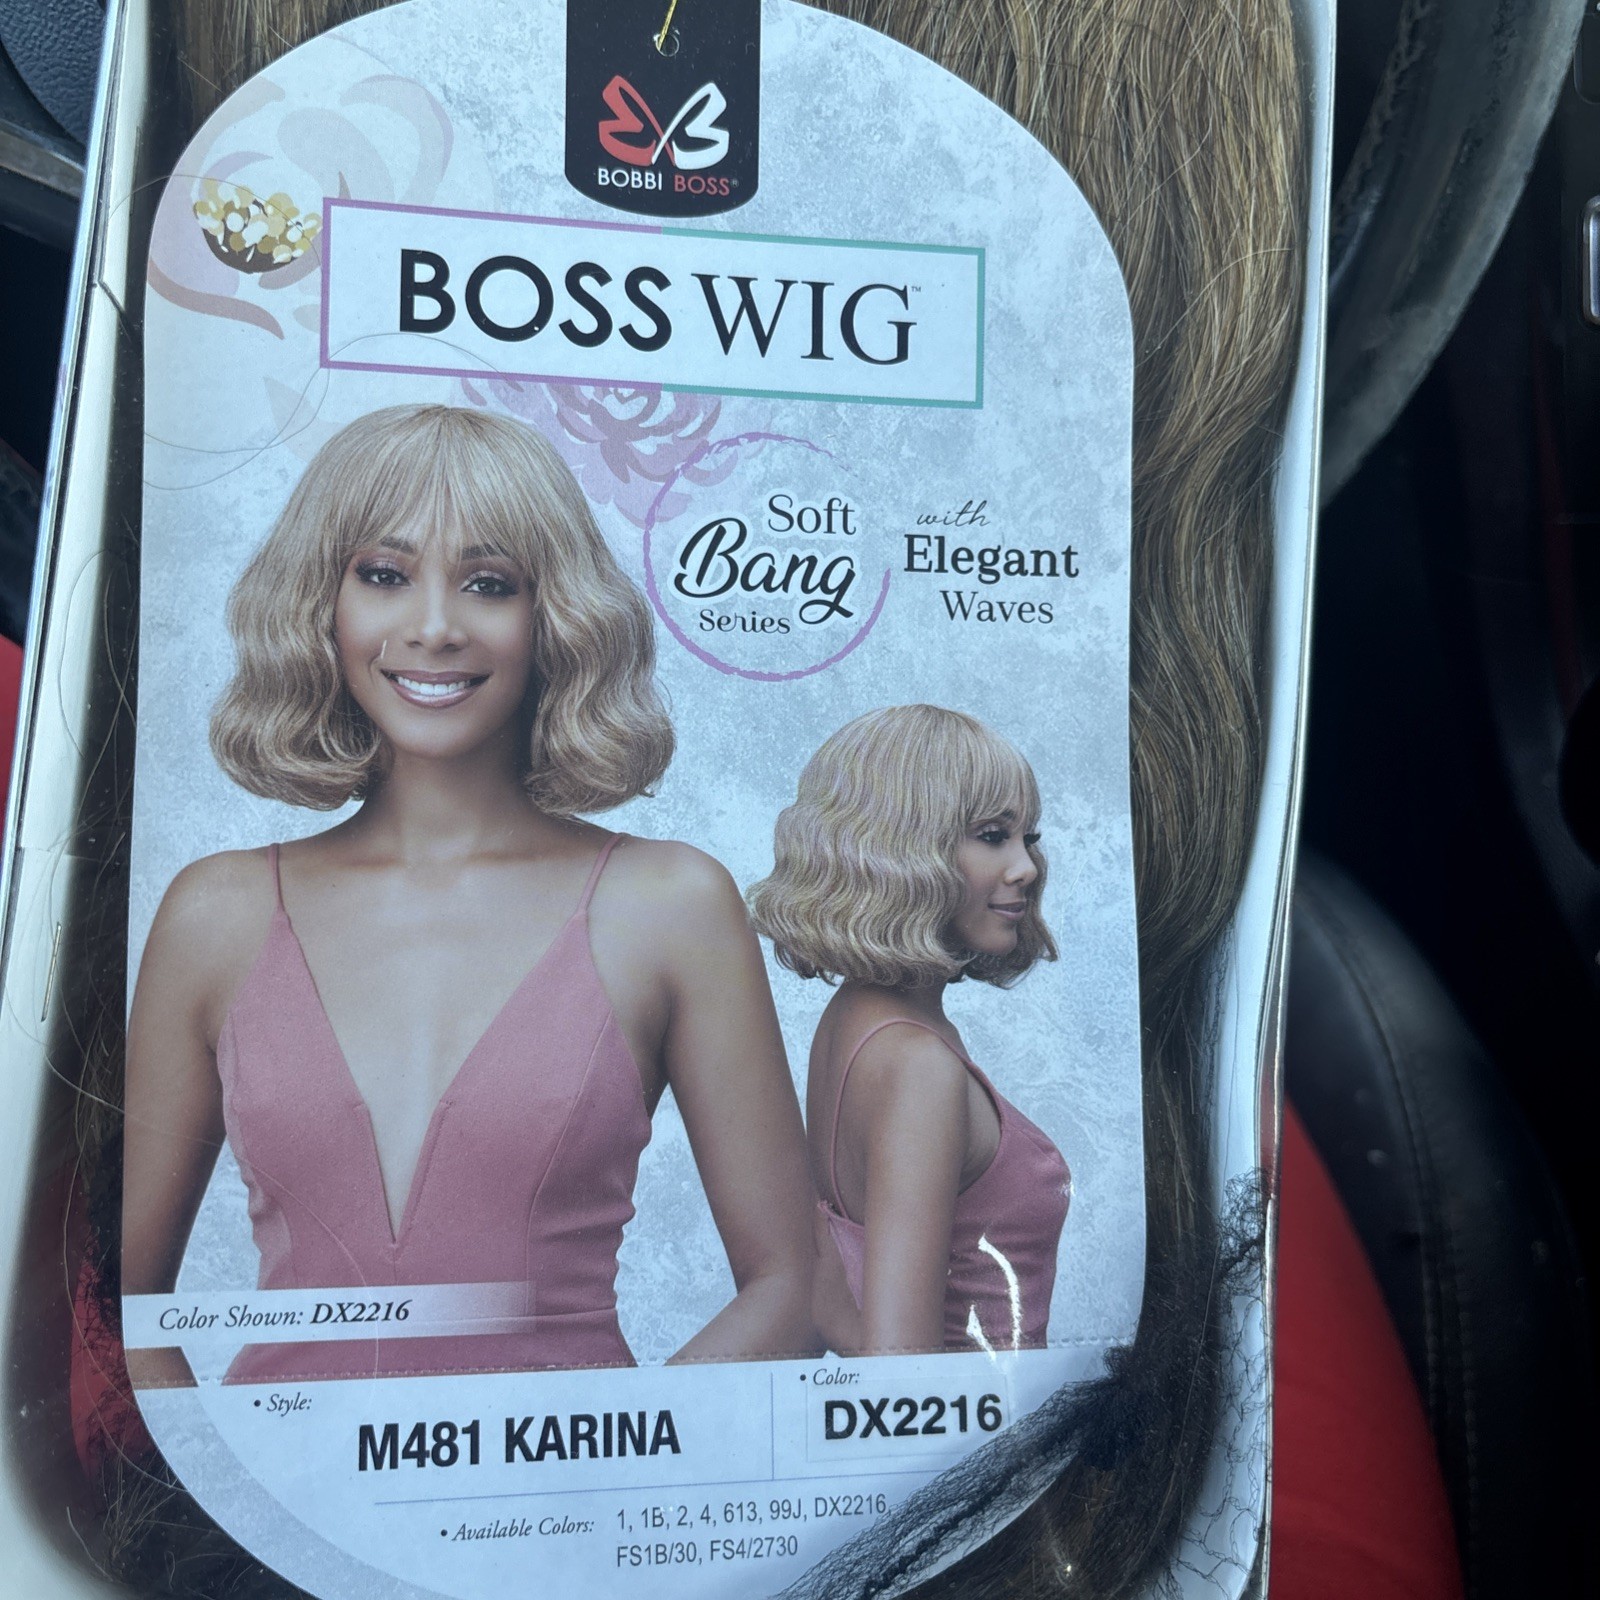 BOBBI BOSS®
BOSS WIG™
Soft
Bang
Series
with
Elegant
Waves
Color Shown: DX2216
• Style:
M481 KARINA
• Color:
DX2216
• Available Colors: 1, 1B, 2, 4, 613, 99J, DX2216,
FS1B/30, FS4/2730